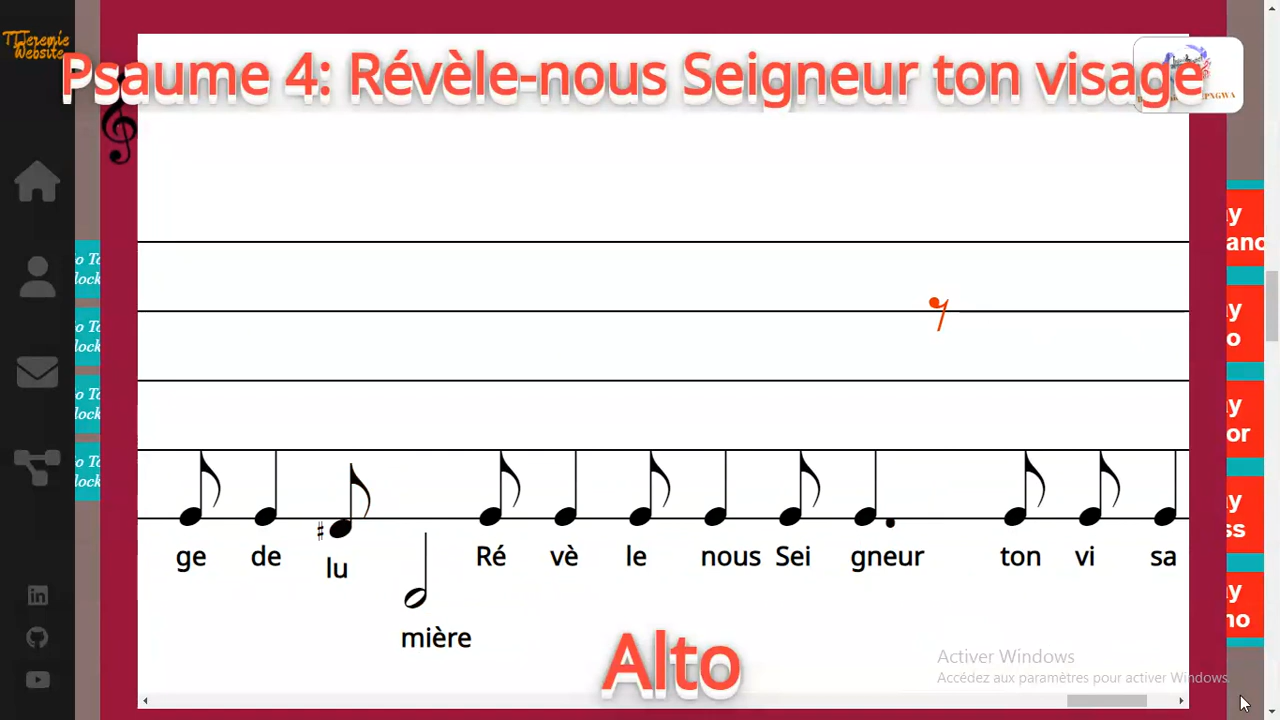 TTJeremie
Website
Psaume 4: Révèle-nous Seigneur ton visage
ge de lu mière Ré vè le nous Sei gneur ton vi sa
Alto
Activer Windows
Accédez aux paramètres pour activer Windows.